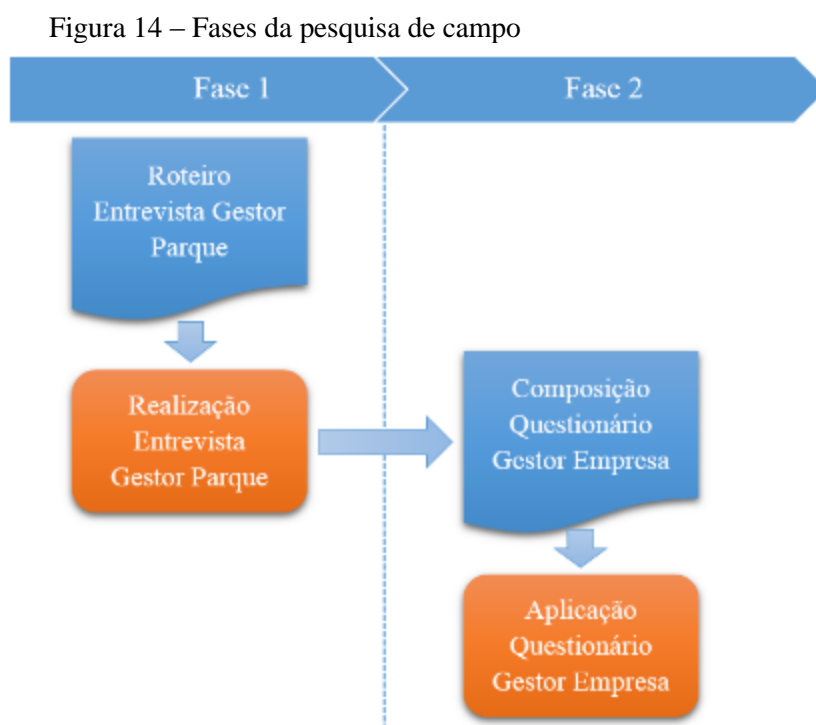 Figura 14 – Fases da pesquisa de campo
Fase 1
Fase 2
Roteiro
Entrevista Gestor
Parque
Realização
Entrevista
Gestor Parque
Composição
Questionário
Gestor Empresa
Aplicação
Questionário
Gestor Empresa